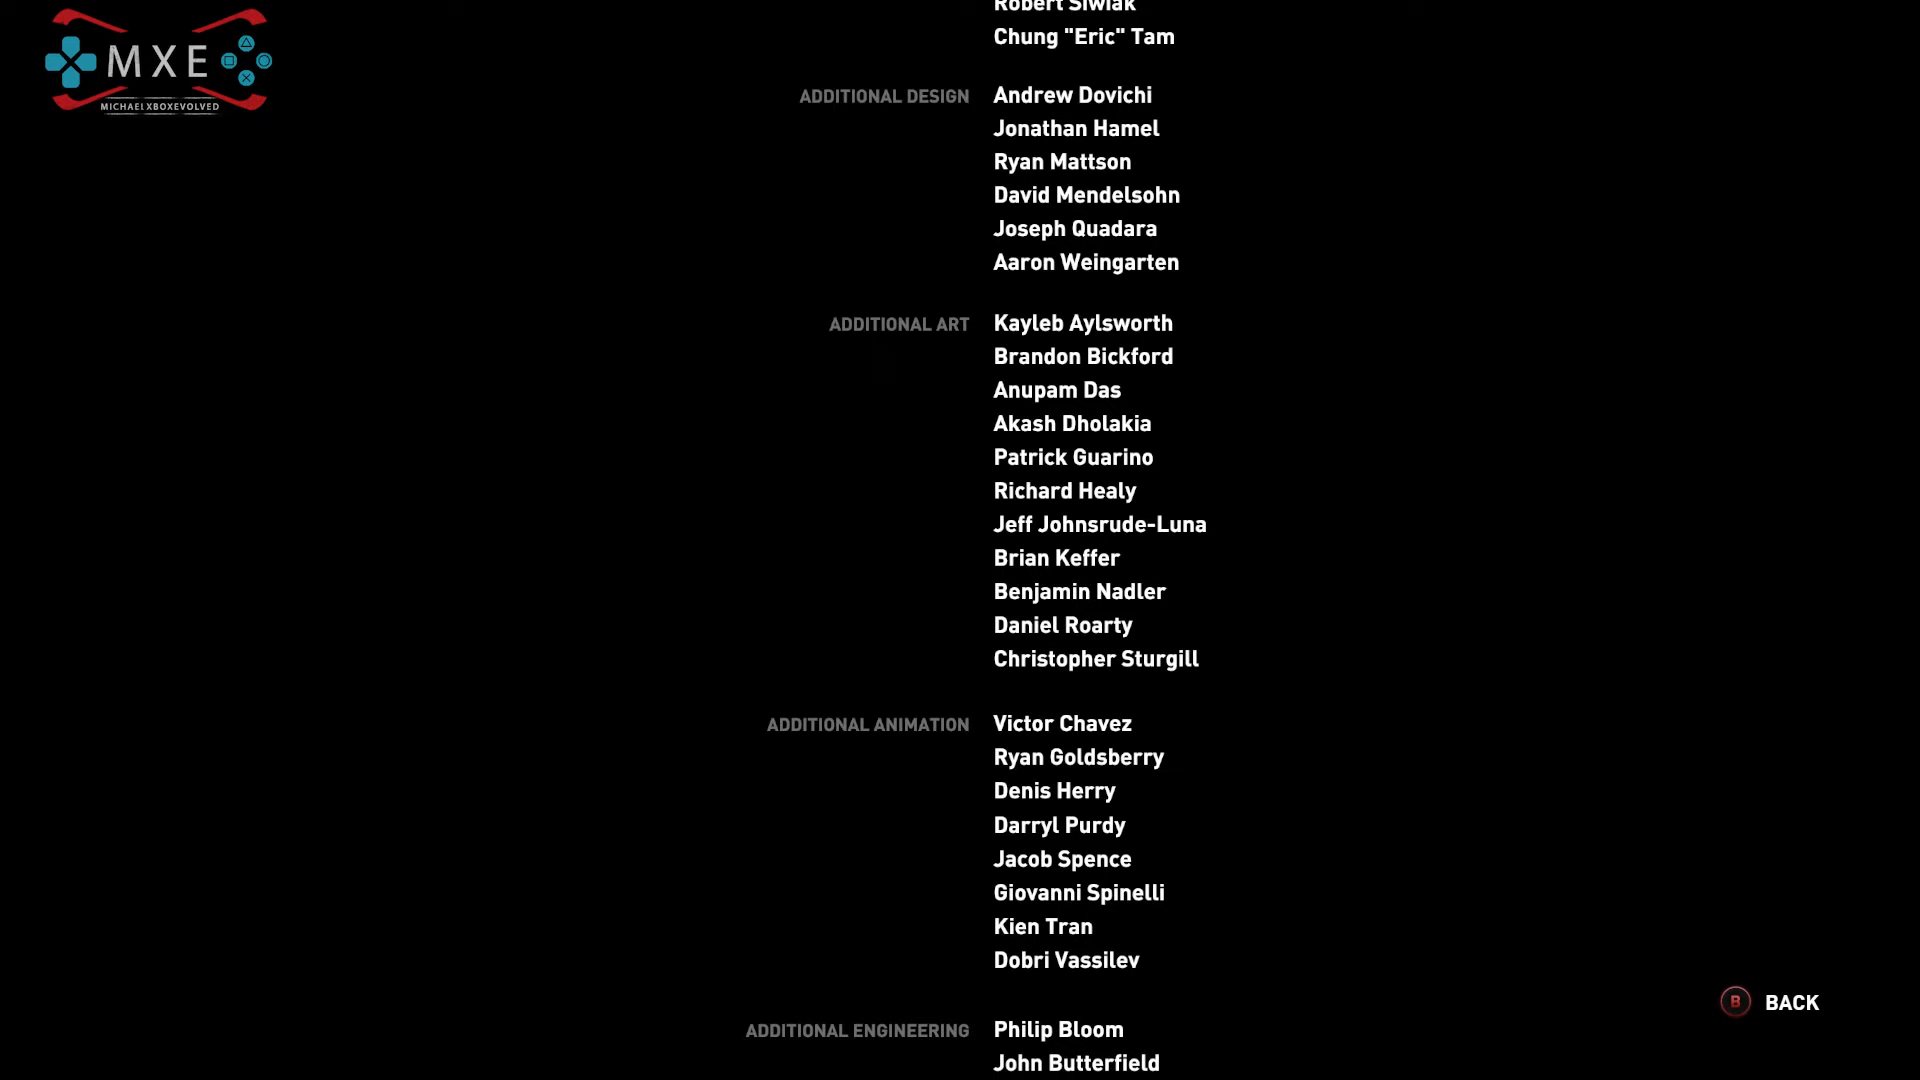 Robert Siwiak
Chung "Eric" Tam
MXE
MICHAELXBOXEVOLVED
ADDITIONAL DESIGN Andrew Dovichi
Jonathan Hamel
Ryan Mattson
David Mendelsohn
Joseph Quadara
Aaron Weingarten
ADDITIONAL ART Kayleb Aylsworth
Brandon Bickford
Anupam Das
Akash Dholakia
Patrick Guarino
Richard Healy
Jeff Johnsrude-Luna
Brian Keffer
Benjamin Nadler
Daniel Roarty
Christopher Sturgill
ADDITIONAL ANIMATION Victor Chavez
Ryan Goldsberry
Denis Herry
Darryl Purdy
Jacob Spence
Giovanni Spinelli
Kien Tran
Dobri Vassilev
B BACK
ADDITIONAL ENGINEERING Philip Bloom
John Butterfield